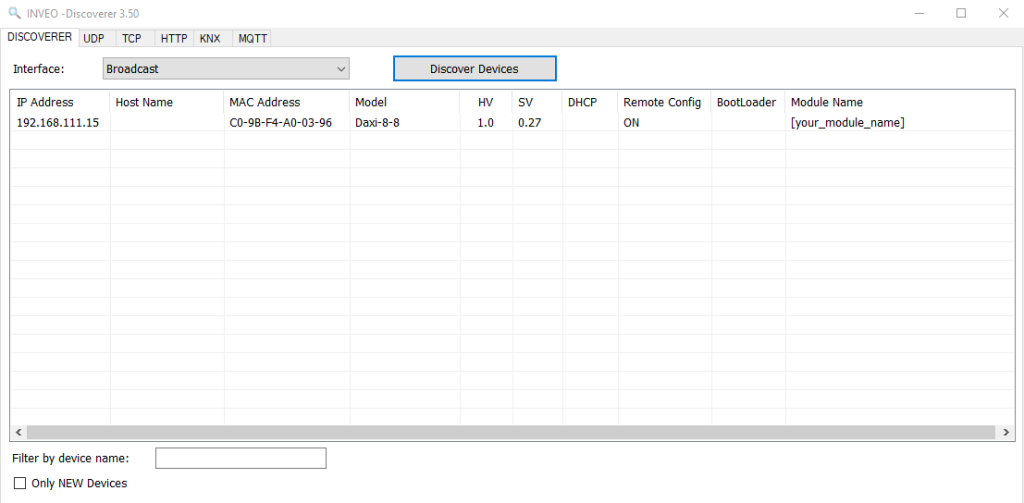 INVEO -Discoverer 3.50
DISCOVERER UDP TCP HTTP KNX MQTT
Interface: Broadcast Discover Devices
IP Address Host Name MAC Address Model HV SV DHCP Remote Config BootLoader Module Name
192.168.111.15 C0-9B-F4-A0-03-96 Daxi-8-8 1.0 0.27 ON [your_module_name]
Filter by device name:
Only NEW Devices